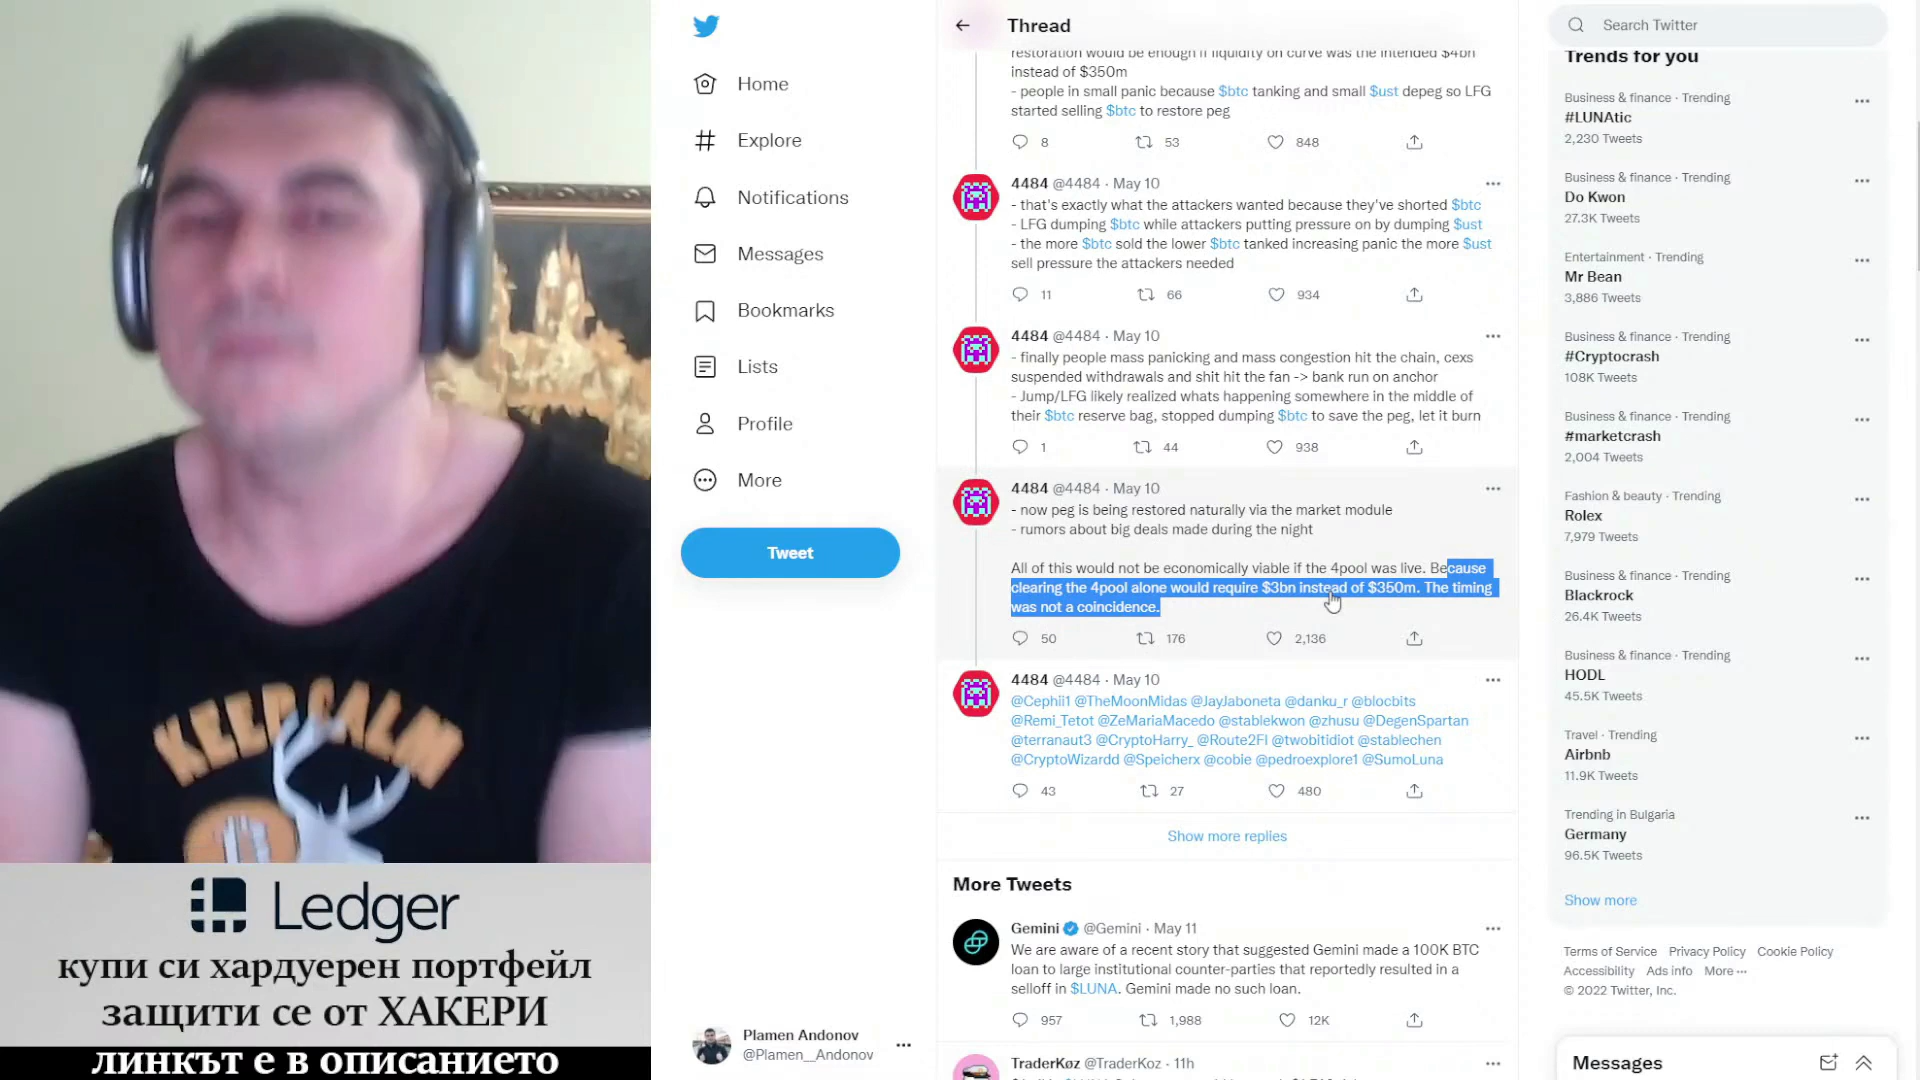 Home
Explore
Notifications
Messages
Bookmarks
Lists
Profile
More
Tweet
Plamen Andonov
@Plamen__Andonov
Thread
restoration would be enough if liquidity on curve was the intended $4bn
instead of $350m
- people in small panic because $btc tanking and small $ust depeg so LFG
started selling $btc to restore peg
8 53 848
4484 @4484 · May 10
- that's exactly what the attackers wanted because they've shorted $btc
- LFG dumping $btc while attackers putting pressure on by dumping $ust
- the more $btc sold the lower $btc tanked increasing panic the more $ust
sell pressure the attackers needed
11 66 934
4484 @4484 · May 10
- finally people mass panicking and mass congestion hit the chain, cexs
suspended withdrawals and shit hit the fan -> bank run on anchor
- Jump/LFG likely realized whats happening somewhere in the middle of
their $btc reserve bag, stopped dumping $btc to save the peg, let it burn
1 44 938
4484 @4484 · May 10
- now peg is being restored naturally via the market module
- rumors about big deals made during the night
All of this would not be economically viable if the 4pool was live. Because
clearing the 4pool alone would require $3bn instead of $350m. The timing
was not a coincidence.
50 176 2,136
4484 @4484 · May 10
@Cephii1 @TheMoonMidas @JayJaboneta @danku_r @blocbits
@Remi_Tetot @ZeMariaMacedo @stablekwon @zhusu @DegenSpartan
@terranaut3 @CryptoHarry_ @Route2FI @twobitidiot @stablechen
@CryptoWizardd @Speicherx @cobie @pedroexplore1 @SumoLuna
43 27 480
Show more replies
More Tweets
Gemini @Gemini · May 11
We are aware of a recent story that suggested Gemini made a 100K BTC
loan to large institutional counter-parties that reportedly resulted in a
selloff in $LUNA. Gemini made no such loan.
957 1,988 12K
TraderKøz @TraderKoz · 11h
Search Twitter
Trends for you
Business & finance · Trending
#LUNAtic
2,230 Tweets
Business & finance · Trending
Do Kwon
27.3K Tweets
Entertainment · Trending
Mr Bean
3,886 Tweets
Business & finance · Trending
#Cryptocrash
108K Tweets
Business & finance · Trending
#marketcrash
2,004 Tweets
Fashion & beauty · Trending
Rolex
7,979 Tweets
Business & finance · Trending
Blackrock
26.4K Tweets
Business & finance · Trending
HODL
45.5K Tweets
Travel · Trending
Airbnb
11.9K Tweets
Trending in Bulgaria
Germany
96.5K Tweets
Show more
Terms of Service Privacy Policy Cookie Policy
Accessibility Ads info More
© 2022 Twitter, Inc.
Messages
KEEP CALM
Ledger
купи си хардуерен портфейл
защити се от ХАКЕРИ
линкът е в описанието